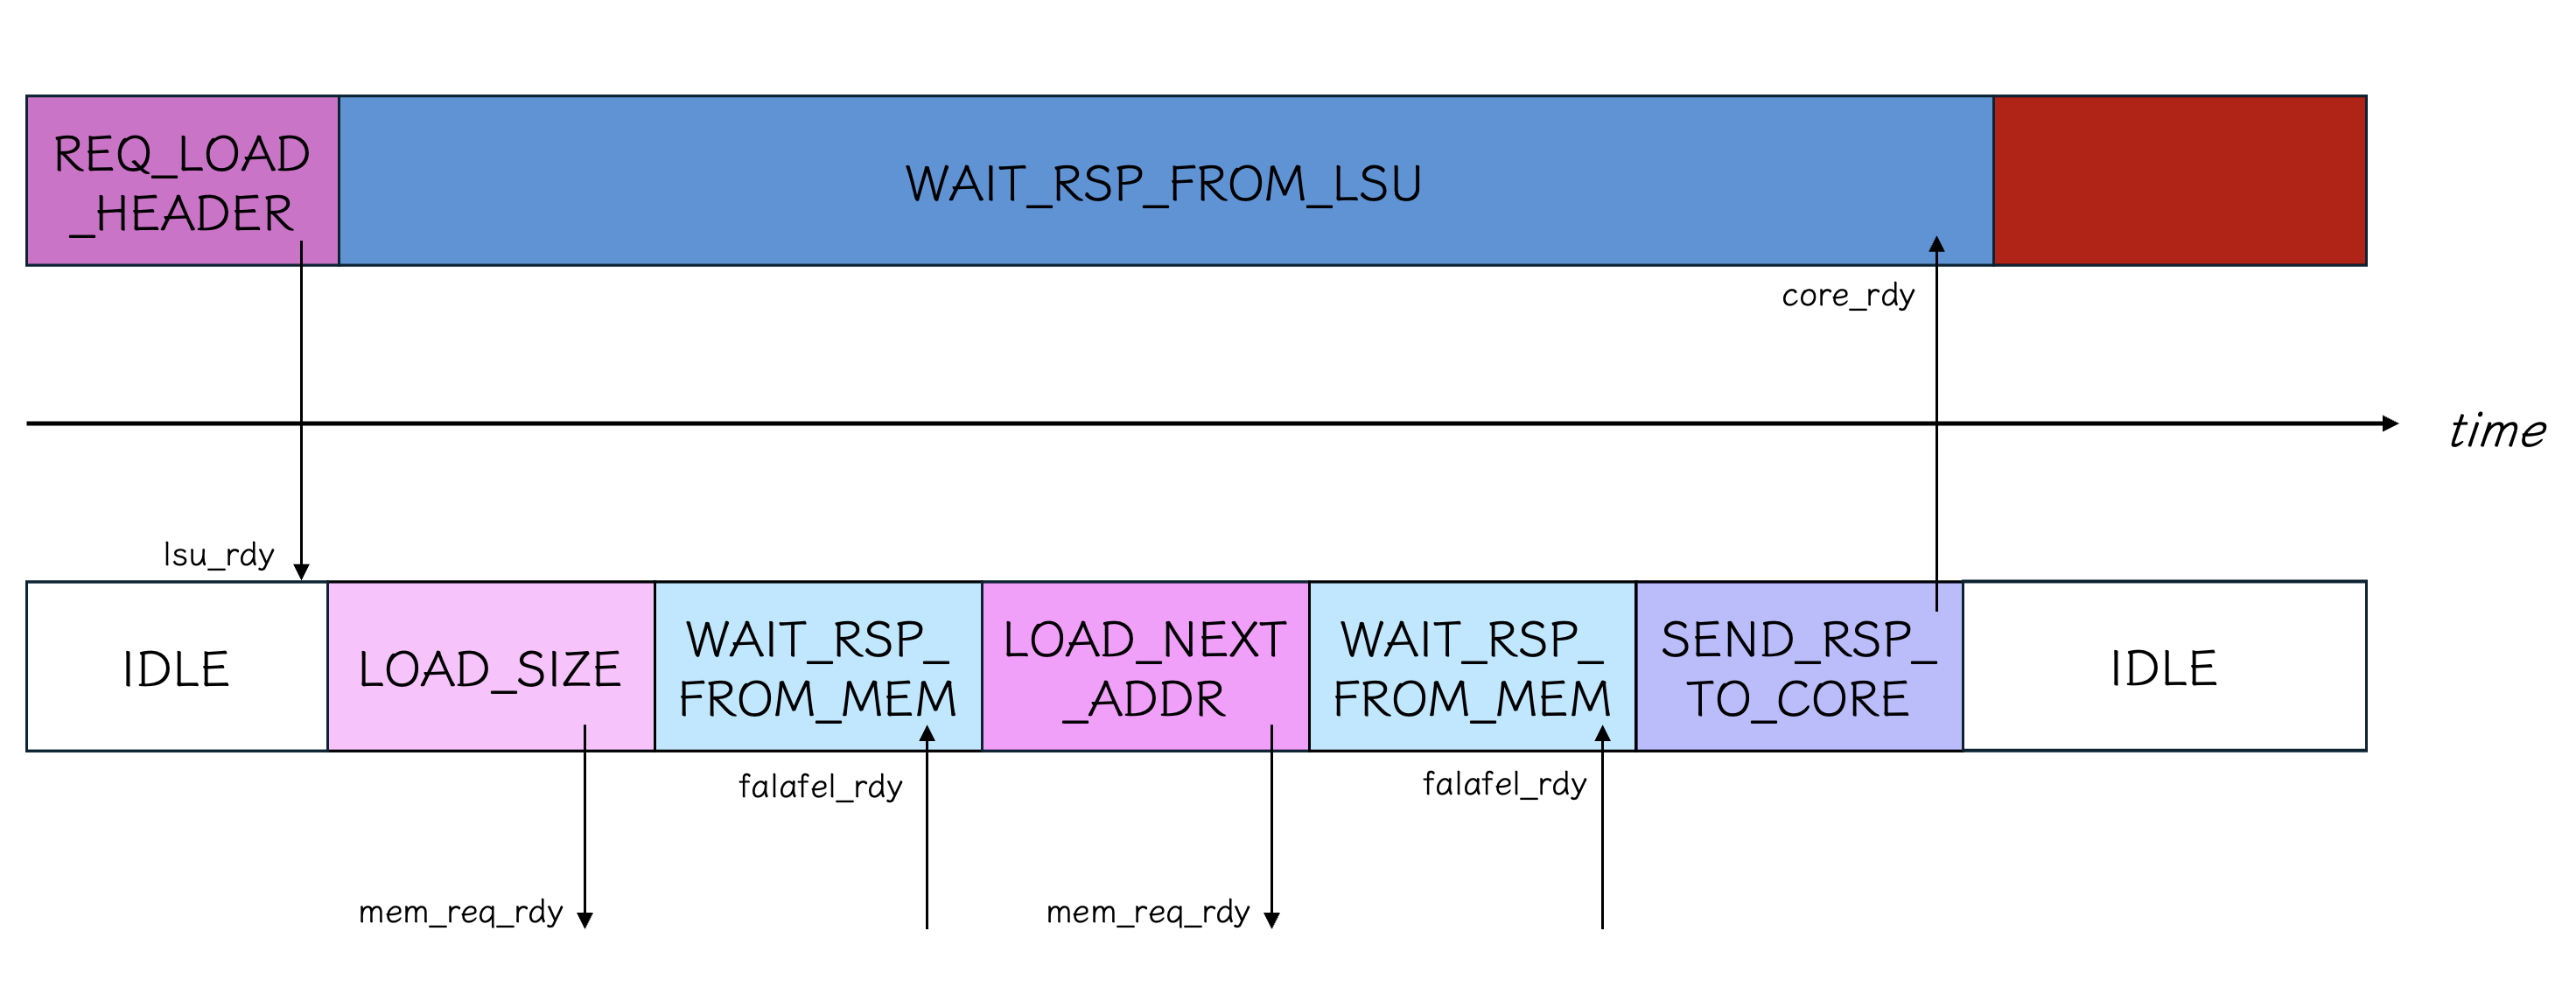 REQ_LOAD
_HEADER
WAIT_RSP_FROM_LSU
core_rdy
time
lsu_rdy
IDLE
LOAD_SIZE
WAIT_RSP_
FROM_MEM
LOAD_NEXT
_ADDR
WAIT_RSP_
FROM_MEM
SEND_RSP_
TO_CORE
IDLE
falafel_rdy
falafel_rdy
mem_req_rdy
mem_req_rdy